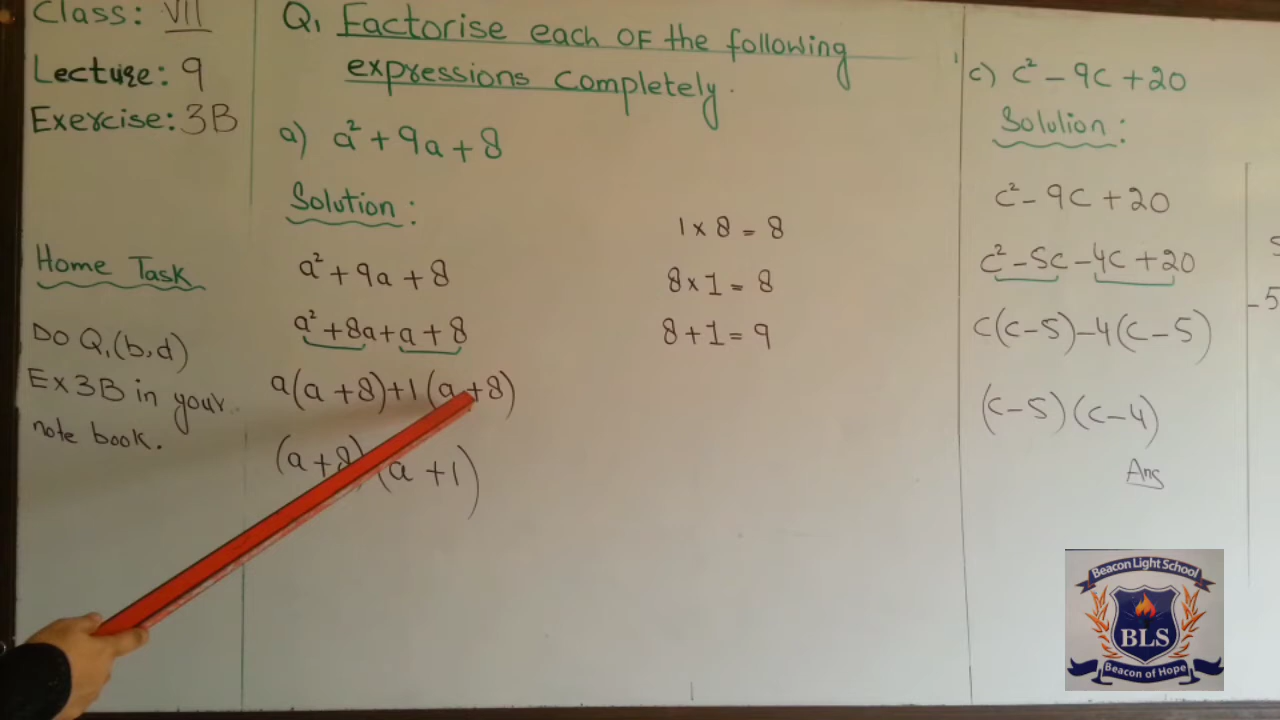 Class: VII
Lecture: 9
Exercise: 3B
Home Task
Do Q1(b,d)
Ex 3B in your
note book.
Q1 Factorise each of the following
expressions completely.
a) a² + 9a + 8
Solution:
a² + 9a + 8
a² + 8a + a + 8
a(a + 8) + 1(a + 8)
(a + 8)(a + 1)
1 x 8 = 8
8 x 1 = 8
8 + 1 = 9
c) c² - 9c + 20
Solution:
c² - 9c + 20
c² - 5c - 4c + 20
c(c - 5) - 4(c - 5)
(c - 5)(c - 4)
Ans
- 5
Beacon Light School
BLS
Beacon of Hope